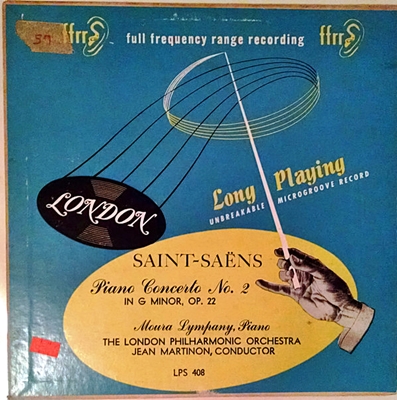 57 ffrr
full frequency range recording
ffrr
Long Playing
UNBREAKABLE MICROGROOVE RECORD
LONDON
SAINT-SAËNS
Piano Concerto No. 2
IN G MINOR, OP. 22
Moura Lympany, Piano
THE LONDON PHILHARMONIC ORCHESTRA
JEAN MARTINON, CONDUCTOR
LPS 408